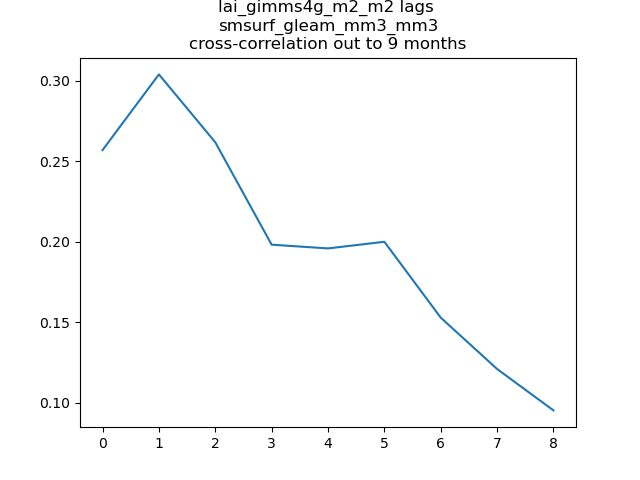 lai_gimms4g_m2_m2 lags
smsurf_gleam_mm3_mm3
cross-correlation out to 9 months
0.30
0.25
0.20
0.15
0.10
0 1 2 3 4 5 6 7 8